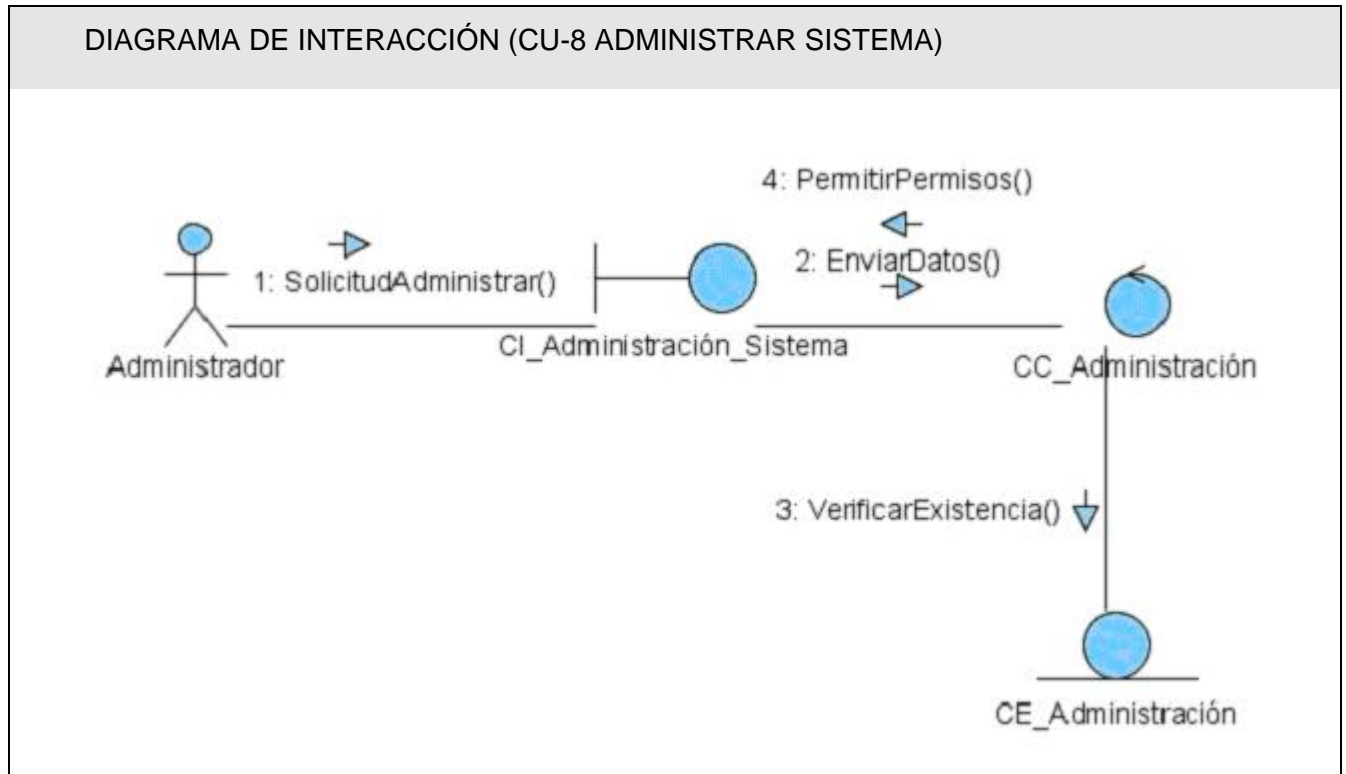 DIAGRAMA DE INTERACCIÓN (CU-8 ADMINISTRAR SISTEMA)
4: PermitirPermisos()
2: EnviarDatos()
1: SolicitudAdministrar()
CI_Administración_Sistema
Administrador
CC_Administración
3: VerificarExistencia()
CE_Administración